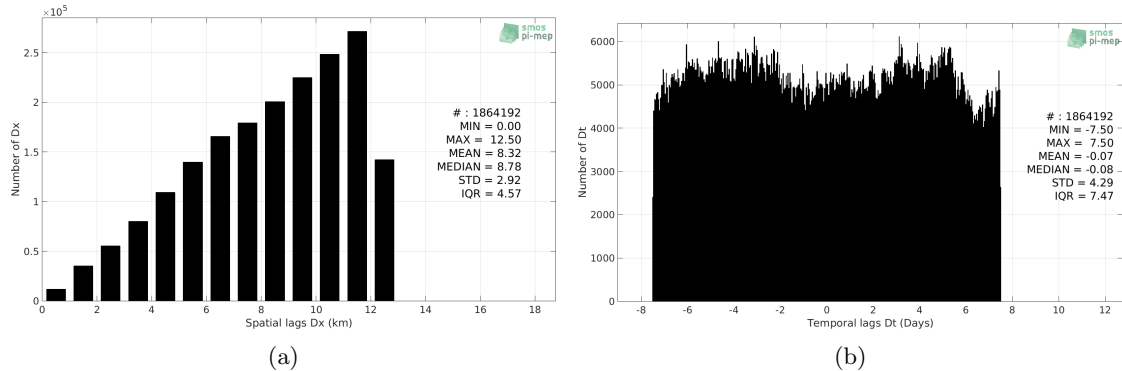 ×10⁵
smos
pi-mep
2.5
2
1.5
1
0.5
0
Number of Dx
# : 1864192
MIN = 0.00
MAX = 12.50
MEAN = 8.32
MEDIAN = 8.78
STD = 2.92
IQR = 4.57
0 2 4 6 8 10 12 14 16 18
Spatial lags Dx (km)
(a)
smos
pi-mep
6000
5000
4000
3000
2000
1000
0
Number of Dt
# : 1864192
MIN = -7.50
MAX = 7.50
MEAN = -0.07
MEDIAN = -0.08
STD = 4.29
IQR = 7.47
-8 -6 -4 -2 0 2 4 6 8 10 12
Temporal lags Dt (Days)
(b)